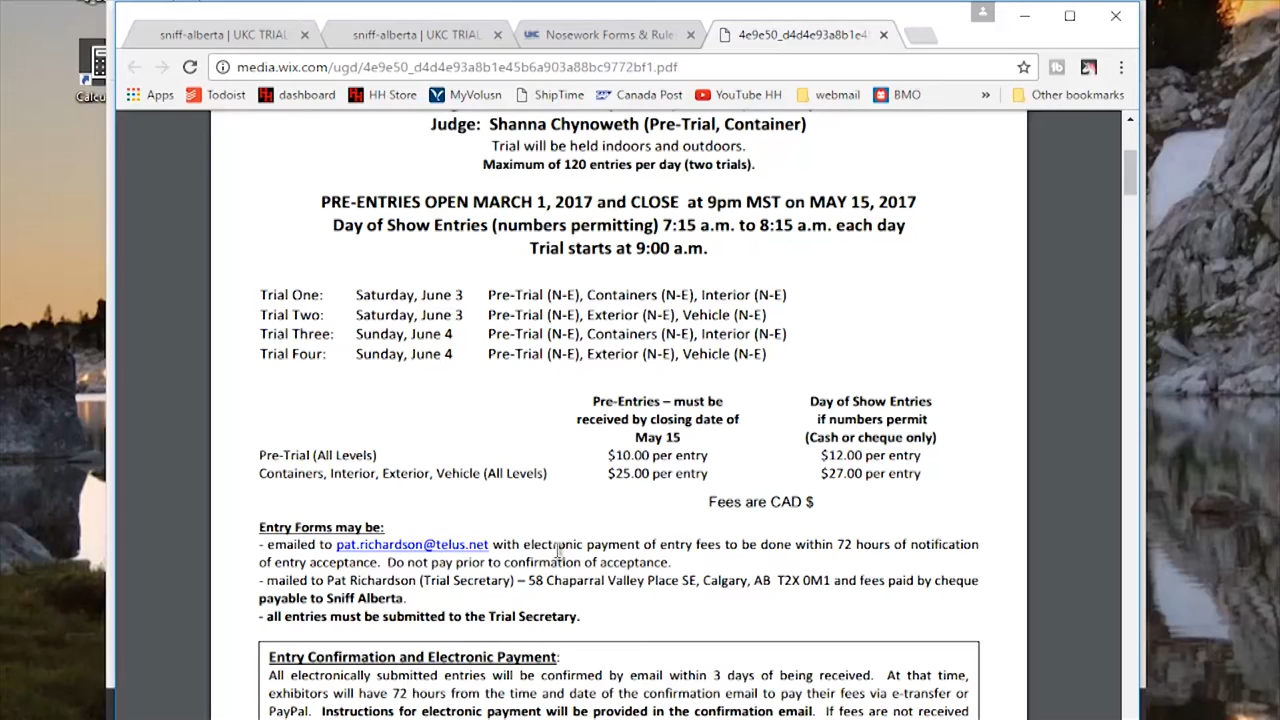 sniff-alberta | UKC TRIAL
sniff-alberta | UKC TRIAL
UKC Nosework Forms & Rule
4e9e50_d4d4e93a8b1e4
media.wix.com/ugd/4e9e50_d4d4e93a8b1e45b6a903a88bc9772bf1.pdf
Apps Todoist dashboard HH Store MyVolusn ShipTime Canada Post YouTube HH webmail BMO » Other bookmarks
Judge: Shanna Chynoweth (Pre-Trial, Container)
Trial will be held indoors and outdoors.
Maximum of 120 entries per day (two trials).
PRE-ENTRIES OPEN MARCH 1, 2017 and CLOSE at 9pm MST on MAY 15, 2017
Day of Show Entries (numbers permitting) 7:15 a.m. to 8:15 a.m. each day
Trial starts at 9:00 a.m.
Trial One: Saturday, June 3 Pre-Trial (N-E), Containers (N-E), Interior (N-E)
Trial Two: Saturday, June 3 Pre-Trial (N-E), Exterior (N-E), Vehicle (N-E)
Trial Three: Sunday, June 4 Pre-Trial (N-E), Containers (N-E), Interior (N-E)
Trial Four: Sunday, June 4 Pre-Trial (N-E), Exterior (N-E), Vehicle (N-E)
Pre-Entries – must be Day of Show Entries
received by closing date of if numbers permit
May 15 (Cash or cheque only)
Pre-Trial (All Levels) $10.00 per entry $12.00 per entry
Containers, Interior, Exterior, Vehicle (All Levels) $25.00 per entry $27.00 per entry
Fees are CAD $
Entry Forms may be:
- emailed to pat.richardson@telus.net with electronic payment of entry fees to be done within 72 hours of notification
of entry acceptance. Do not pay prior to confirmation of acceptance.
- mailed to Pat Richardson (Trial Secretary) – 58 Chaparral Valley Place SE, Calgary, AB T2X 0M1 and fees paid by cheque
payable to Sniff Alberta.
- all entries must be submitted to the Trial Secretary.
Entry Confirmation and Electronic Payment:
All electronically submitted entries will be confirmed by email within 3 days of being received. At that time,
exhibitors will have 72 hours from the time and date of the confirmation email to pay their fees via e-transfer or
PayPal. Instructions for electronic payment will be provided in the confirmation email. If fees are not received